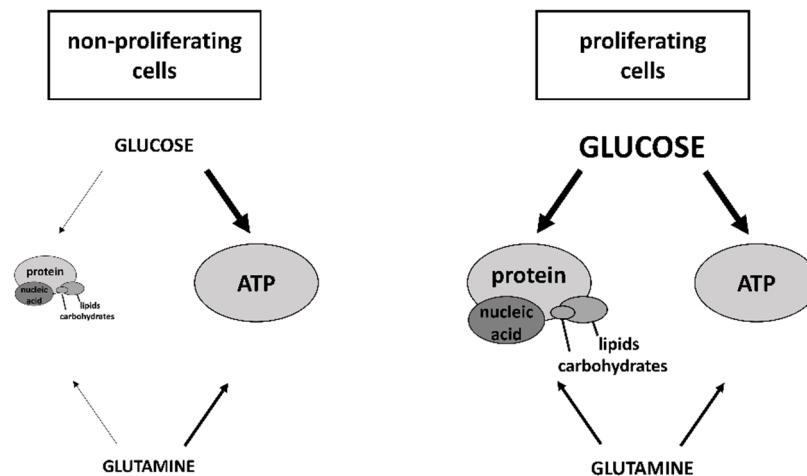 non-proliferating
cells
GLUCOSE
protein
nucleic
acid
lipids
carbohydrates
ATP
GLUTAMINE
proliferating
cells
GLUCOSE
protein
nucleic
acid
lipids
carbohydrates
ATP
GLUTAMINE